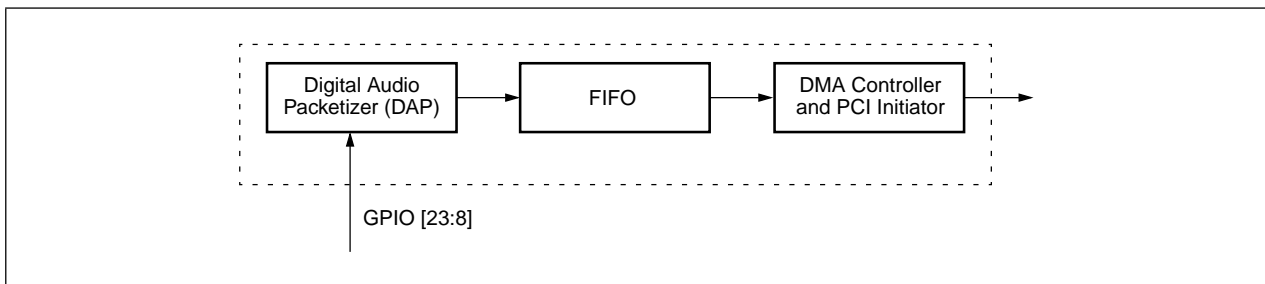 Digital Audio
Packetizer (DAP)
FIFO
DMA Controller
and PCI Initiator
GPIO [23:8]